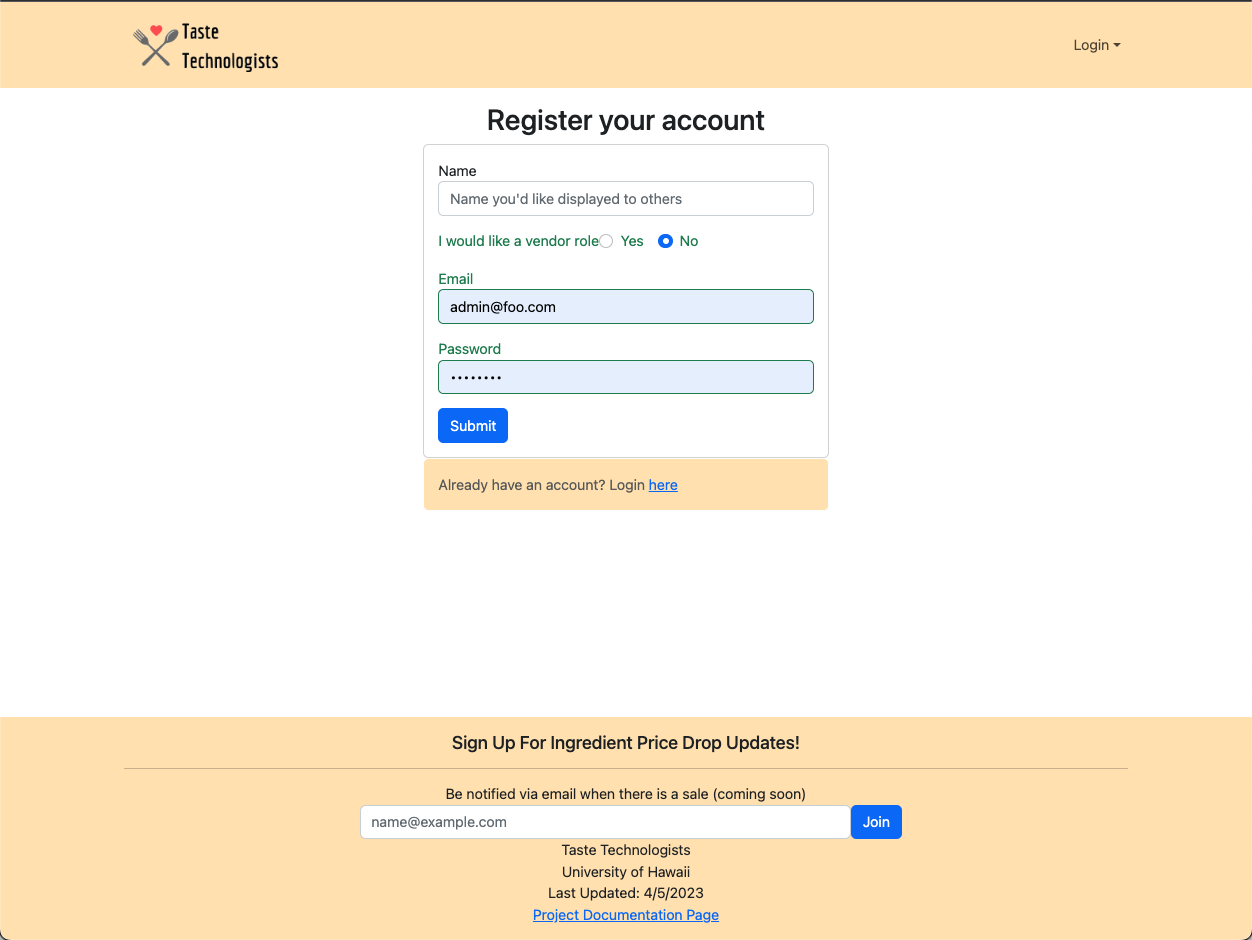 Taste
Technologists
Login
Register your account
Name
Name you'd like displayed to others
I would like a vendor role Yes No
Email
admin@foo.com
Password
••••••••
Submit
Already have an account? Login here
Sign Up For Ingredient Price Drop Updates!
Be notified via email when there is a sale (coming soon)
name@example.com Join
Taste Technologists
University of Hawaii
Last Updated: 4/5/2023
Project Documentation Page